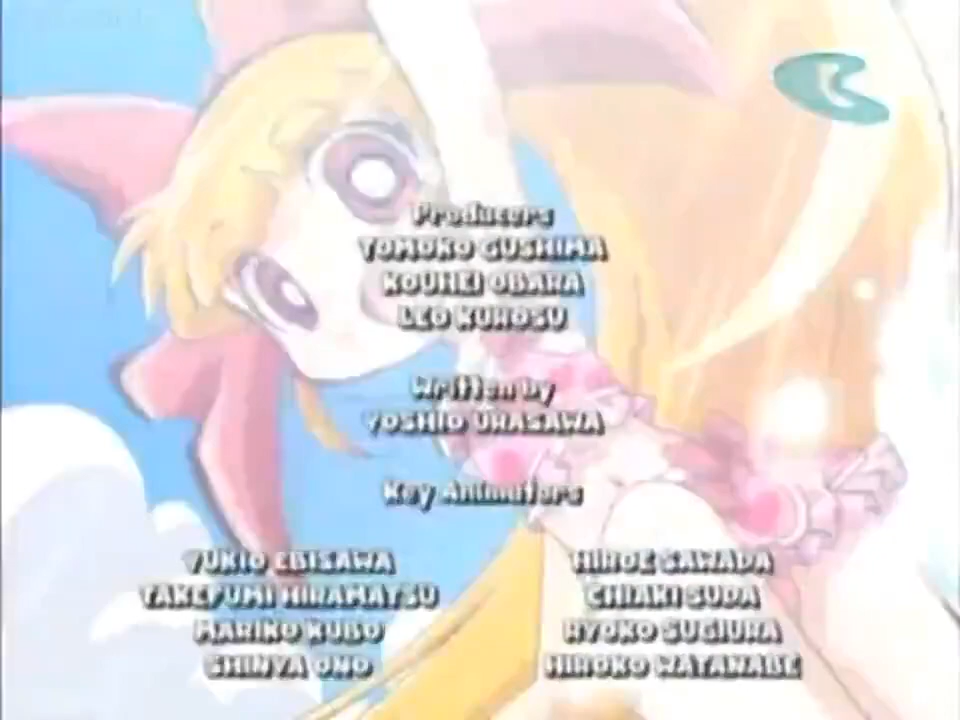 Producers
TOMOKO GUSHIMA
KOUHEI OBARA
LEO KUROSU
Written by
YOSHIO URASAWA
Key Animators
YUKIO EBISAWA
TAKEFUMI HIRAMATSU
MARIKO KUBO
SHINYA ONO
HIROE SAWADA
CHIAKI SUDA
RYOKO SUGIURA
HIROKO WATANABE